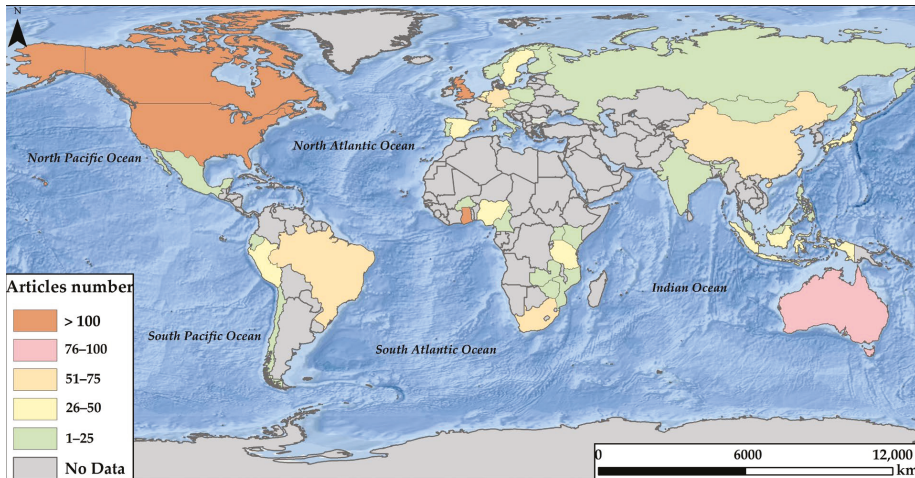 N
North Pacific Ocean
North Atlantic Ocean
Indian Ocean
South Pacific Ocean
South Atlantic Ocean
Articles number
> 100
76–100
51–75
26–50
1–25
No Data
0 6000 12,000
km